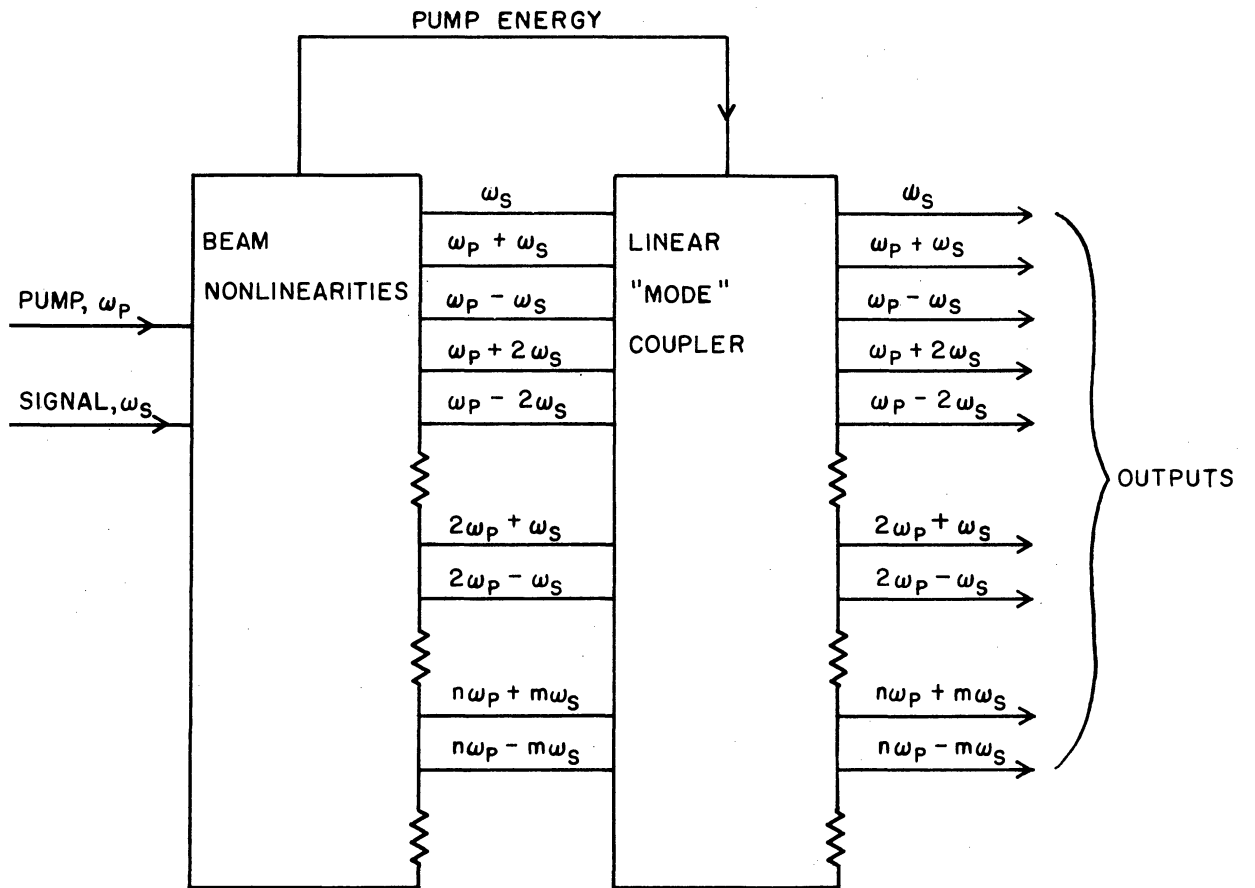 PUMP ENERGY
BEAM
NONLINEARITIES
PUMP, ωP
SIGNAL, ωS
ωS
ωP + ωS
ωP − ωS
ωP + 2ωS
ωP − 2ωS
2ωP + ωS
2ωP − ωS
nωP + mωS
nωP − mωS
LINEAR
"MODE"
COUPLER
ωS
ωP + ωS
ωP − ωS
ωP + 2ωS
ωP − 2ωS
2ωP + ωS
2ωP − ωS
nωP + mωS
nωP − mωS
OUTPUTS